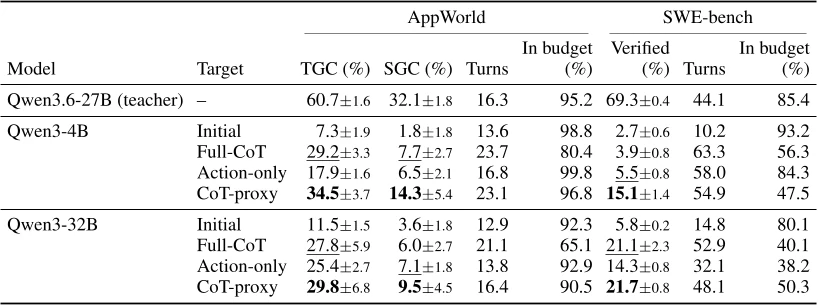 AppWorld SWE-bench
In budget Verified In budget
Model Target TGC (%) SGC (%) Turns (%) (%) Turns (%)
Qwen3.6-27B (teacher) – 60.7±1.6 32.1±1.8 16.3 95.2 69.3±0.4 44.1 85.4
Qwen3-4B Initial 7.3±1.9 1.8±1.8 13.6 98.8 2.7±0.6 10.2 93.2
Full-CoT 29.2±3.3 7.7±2.7 23.7 80.4 3.9±0.8 63.3 56.3
Action-only 17.9±1.6 6.5±2.1 16.8 99.8 5.5±0.8 58.0 84.3
CoT-proxy 34.5±3.7 14.3±5.4 23.1 96.8 15.1±1.4 54.9 47.5
Qwen3-32B Initial 11.5±1.5 3.6±1.8 12.9 92.3 5.8±0.2 14.8 80.1
Full-CoT 27.8±5.9 6.0±2.7 21.1 65.1 21.1±2.3 52.9 40.1
Action-only 25.4±2.7 7.1±1.8 13.8 92.9 14.3±0.8 32.1 38.2
CoT-proxy 29.8±6.8 9.5±4.5 16.4 90.5 21.7±0.8 48.1 50.3